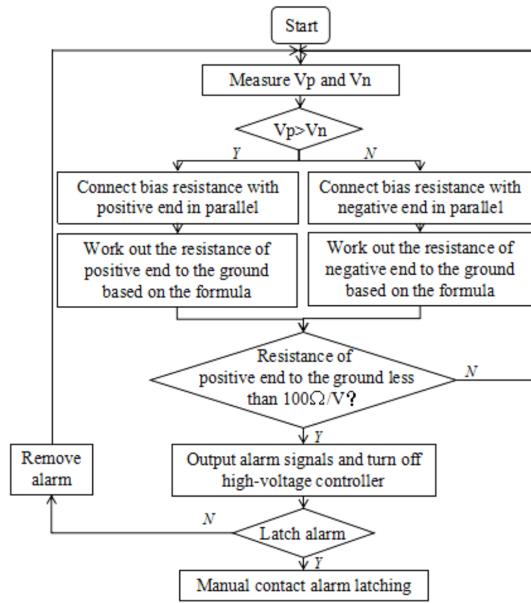 Start
Measure Vp and Vn
Vp>Vn
Y
N
Connect bias resistance with
positive end in parallel
Connect bias resistance with
negative end in parallel
Work out the resistance of
positive end to the ground
based on the formula
Work out the resistance of
negative end to the ground
based on the formula
Resistance of
positive end to the ground less
than 100Ω/V?
N
Y
Output alarm signals and turn off
high-voltage controller
Remove
alarm
N
Latch alarm
Y
Manual contact alarm latching